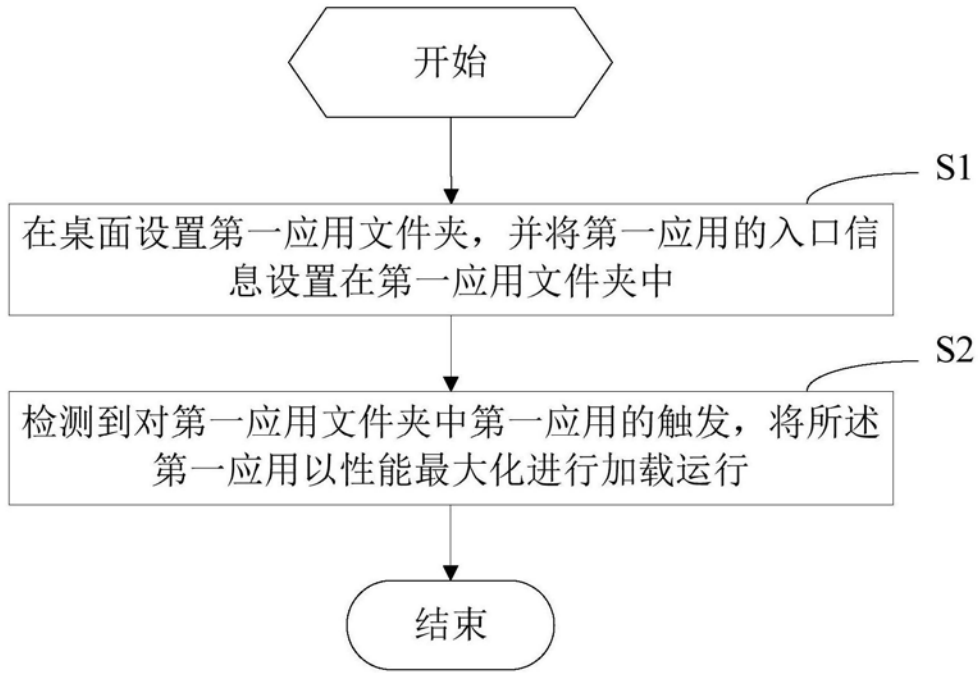 开始
S1
在桌面设置第一应用文件夹，并将第一应用的入口信
息设置在第一应用文件夹中
S2
检测到对第一应用文件夹中第一应用的触发，将所述
第一应用以性能最大化进行加载运行
结束